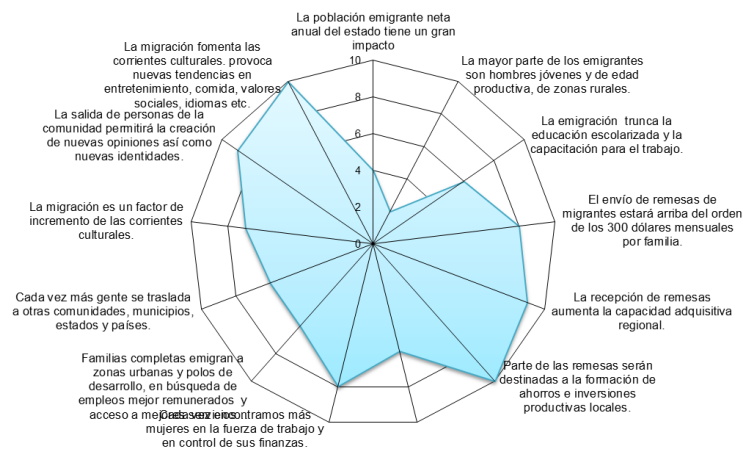 La población emigrante neta
anual del estado tiene un gran
impacto
La mayor parte de los emigrantes
son hombres jóvenes y de edad
productiva, de zonas rurales.
La emigración trunca la
educación escolarizada y la
capacitación para el trabajo.
El envío de remesas de
migrantes estará arriba del orden
de los 300 dólares mensuales
por familia.
La recepción de remesas
aumenta la capacidad adquisitiva
regional.
Parte de las remesas serán
destinadas a la formación de
ahorros e inversiones
productivas locales.
Cada vez encontramos más
mujeres en la fuerza de trabajo y
en control de sus finanzas.
Familias completas emigran a
zonas urbanas y polos de
desarrollo, en búsqueda de
empleos mejor remunerados y
acceso a mejores servicios
Cada vez más gente se traslada
a otras comunidades, municipios,
estados y países.
La migración es un factor de
incremento de las corrientes
culturales.
La salida de personas de la
comunidad permitirá la creación
de nuevas opiniones así como
nuevas identidades.
La migración fomenta las
corrientes culturales. provoca
nuevas tendencias en
entretenimiento, comida, valores
sociales, idiomas etc.
10
8
6
4
2
0